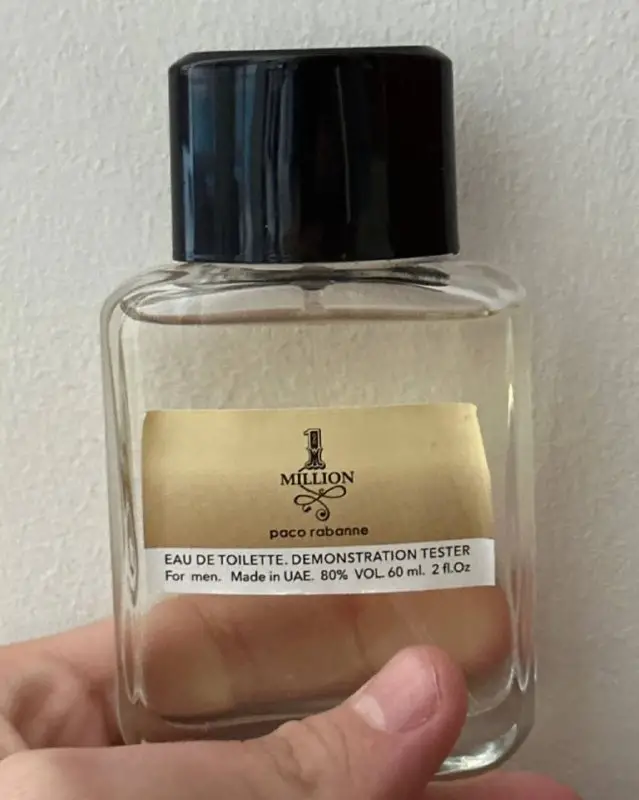 1
MILLION
paco rabanne
EAU DE TOILETTE. DEMONSTRATION TESTER
For men. Made in UAE. 80% VOL. 60 ml. 2 fl.Oz